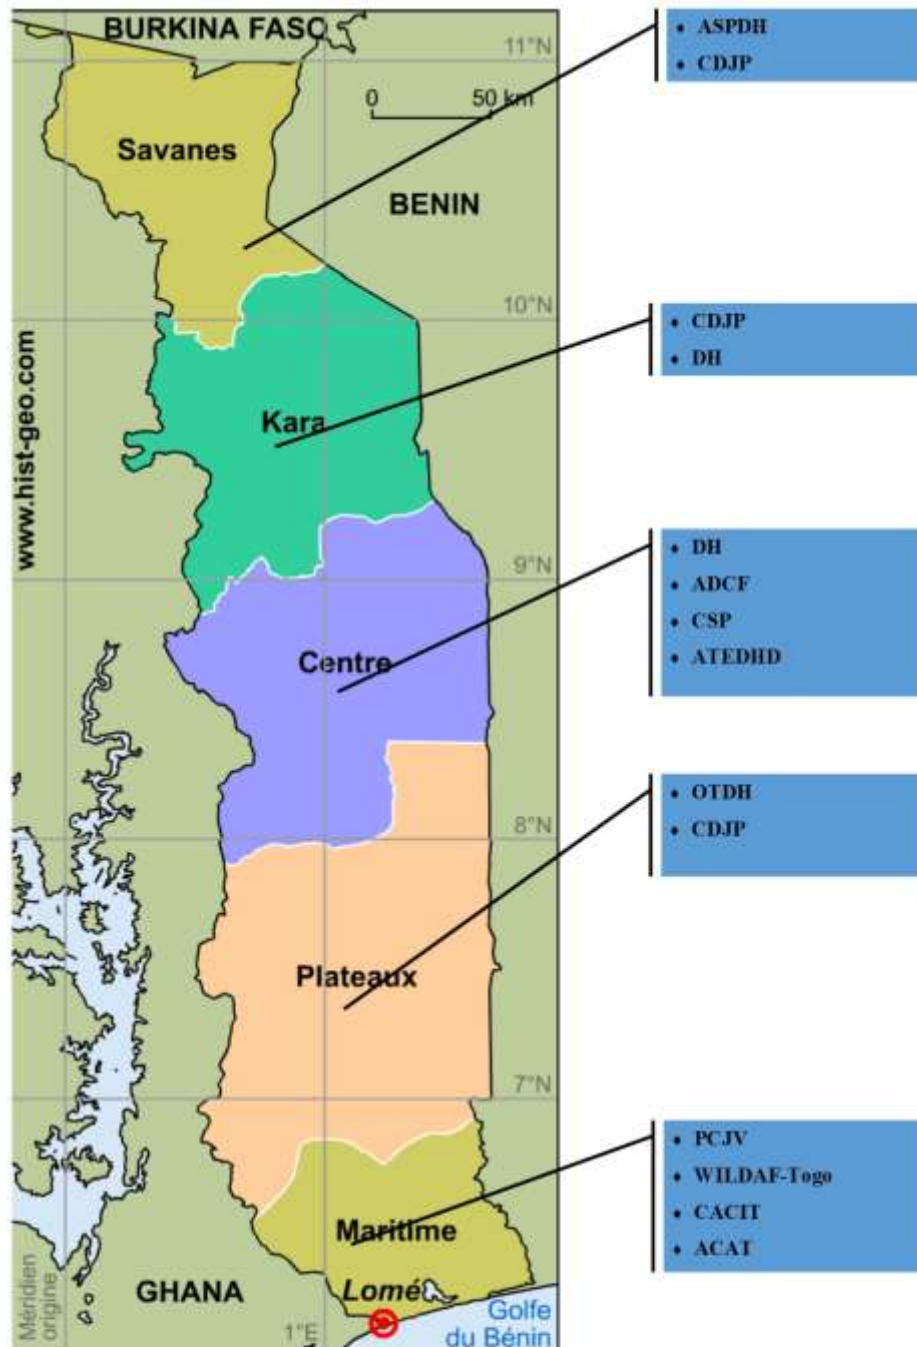 BURKINA FASO
• ASPDH
• CDJP
11°N
0 50 km
Savanes
BENIN
10°N
• CDJP
• DH
www.hist-geo.com
Kara
• DH
• ADCF
• CSP
• ATEDHD
9°N
Centre
• OTDH
• CDJP
8°N
Plateaux
7°N
• PCJV
• WILDAF-Togo
• CACIT
• ACAT
Maritime
GHANA
Lomé
Méridien
origine
Golfe
du Bénin